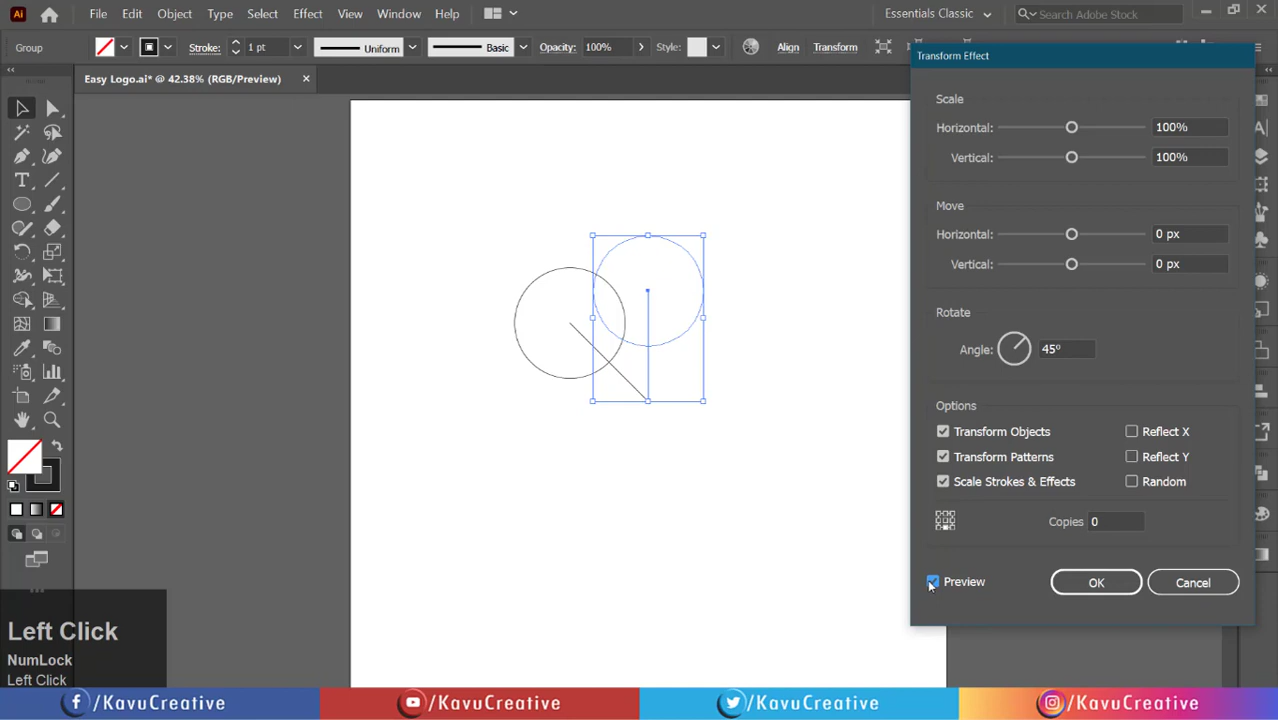 Ai File Edit Object Type Select Effect View Window Help Essentials Classic Search Adobe Stock
Group Stroke: 1 pt Uniform Basic Opacity: 100% Style: Align Transform
Easy Logo.ai* @ 42.38% (RGB/Preview)
Transform Effect
Scale
Horizontal: 100%
Vertical: 100%
Move
Horizontal: 0 px
Vertical: 0 px
Rotate
Angle: 45°
Options
Transform Objects Reflect X
Transform Patterns Reflect Y
Scale Strokes & Effects Random
Copies 0
Preview OK Cancel
Left Click
NumLock
Left Click
/KavuCreative /KavuCreative /KavuCreative /KavuCreative